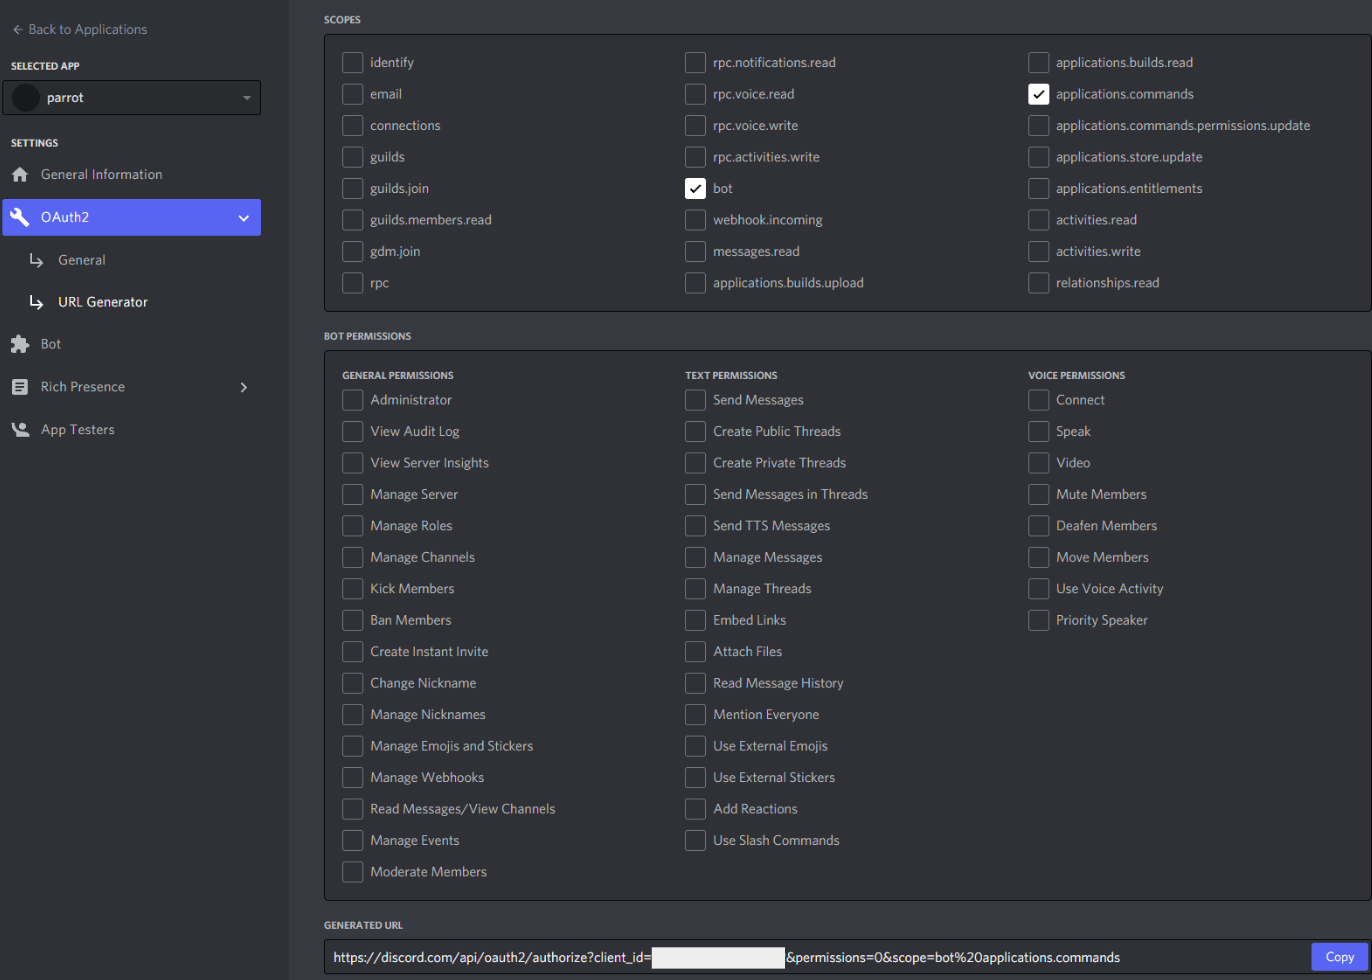 Back to Applications
SELECTED APP
parrot
SETTINGS
General Information
OAuth2
General
URL Generator
Bot
Rich Presence
App Testers
SCOPES
identify
email
connections
guilds
guilds.join
guilds.members.read
gdm.join
rpc
rpc.notifications.read
rpc.voice.read
rpc.voice.write
rpc.activities.write
bot
webhook.incoming
messages.read
applications.builds.upload
applications.builds.read
applications.commands
applications.commands.permissions.update
applications.store.update
applications.entitlements
activities.read
activities.write
relationships.read
BOT PERMISSIONS
GENERAL PERMISSIONS
Administrator
View Audit Log
View Server Insights
Manage Server
Manage Roles
Manage Channels
Kick Members
Ban Members
Create Instant Invite
Change Nickname
Manage Nicknames
Manage Emojis and Stickers
Manage Webhooks
Read Messages/View Channels
Manage Events
Moderate Members
TEXT PERMISSIONS
Send Messages
Create Public Threads
Create Private Threads
Send Messages in Threads
Send TTS Messages
Manage Messages
Manage Threads
Embed Links
Attach Files
Read Message History
Mention Everyone
Use External Emojis
Use External Stickers
Add Reactions
Use Slash Commands
VOICE PERMISSIONS
Connect
Speak
Video
Mute Members
Deafen Members
Move Members
Use Voice Activity
Priority Speaker
GENERATED URL
https://discord.com/api/oauth2/authorize?client_id= &permissions=0&scope=bot%20applications.commands
Copy